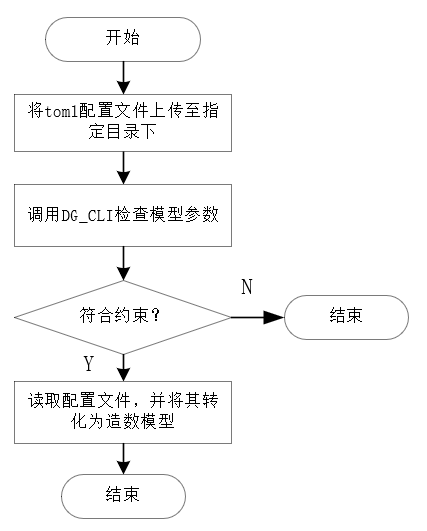 开始
将toml配置文件上传至指
定目录下
调用DG_CLI检查模型参数
符合约束?
N
结束
Y
读取配置文件，并将其转
化为造数模型
结束